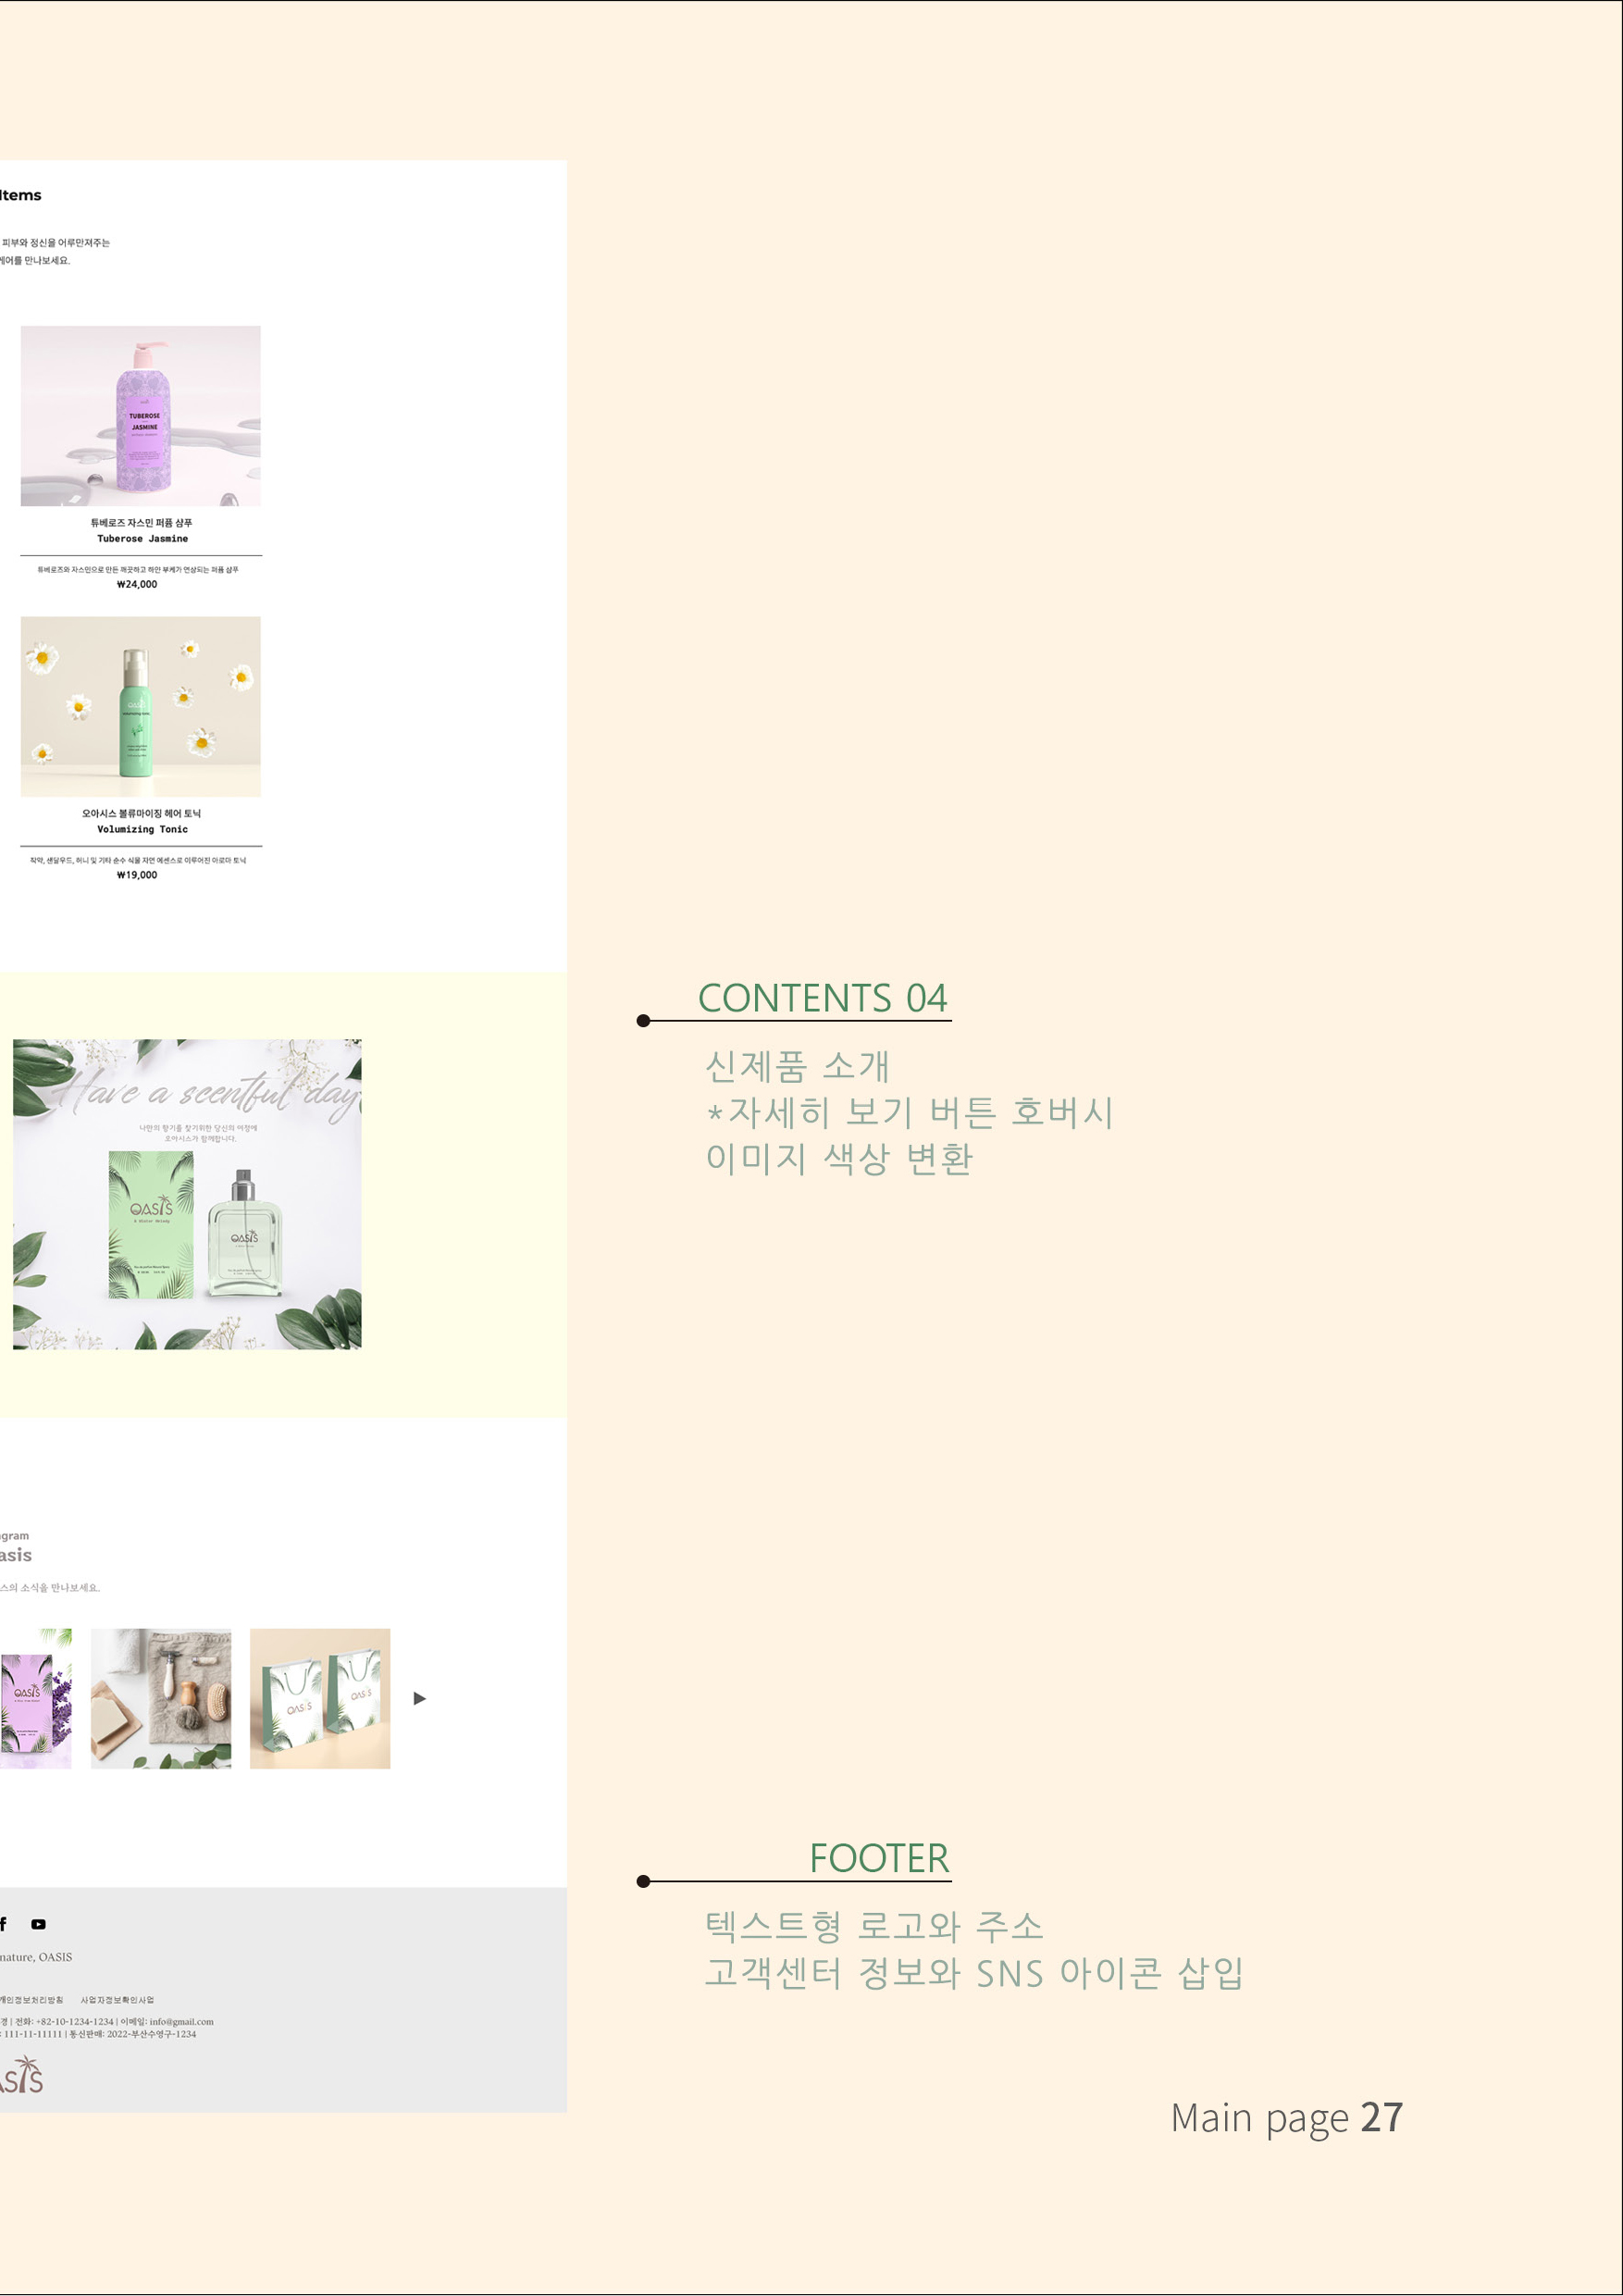 Items
피부와 정신을 어루만져주는
케어를 만나보세요.
TUBEROSE
JASMINE
튜베로즈 자스민 퍼퓸 샴푸
Tuberose Jasmine
튜베로즈와 자스민으로 만든 깨끗하고 하얀 부케가 연상되는 퍼퓸 샴푸
₩24,000
OASIS
오아시스 볼류마이징 헤어 토닉
Volumizing Tonic
작약, 샌달우드, 허니 및 기타 순수 식물 자연 에센스로 이루어진 아로마 토닉
₩19,000
CONTENTS 04
신제품 소개
*자세히 보기 버튼 호버시
이미지 색상 변환
Have a scentful day
나만의 향기를 찾기위한 당신의 여정에
오아시스가 함께합니다.
OASIS
OASIS
gram
asis
스의 소식을 만나보세요.
OASIS
OASIS
OASIS
FOOTER
텍스트형 로고와 주소
고객센터 정보와 SNS 아이콘 삽입
nature, OASIS
개인정보처리방침 사업자정보확인사업
경 | 전화: +82-10-1234-1234 | 이메일: info@gmail.com
: 111-11-11111 | 통신판매: 2022-부산수영구-1234
ASIS
Main page 27